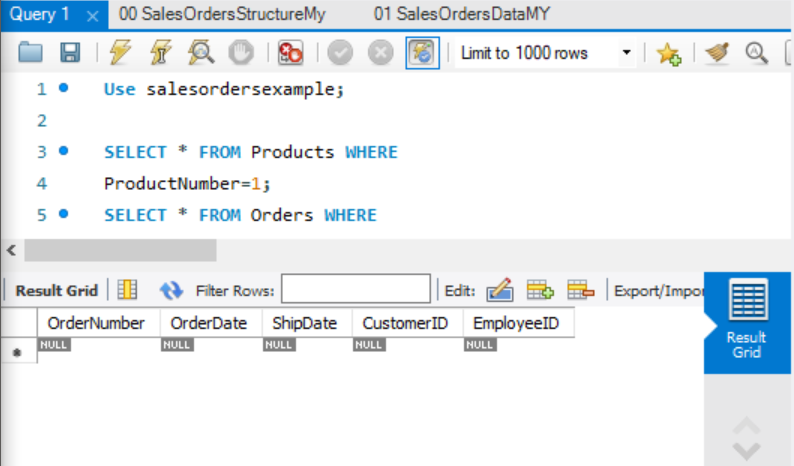 Query 1 × 00 SalesOrdersStructureMy 01 SalesOrdersDataMY
Limit to 1000 rows
1 Use salesordersexample;
2
3 SELECT * FROM Products WHERE
4 ProductNumber=1;
5 SELECT * FROM Orders WHERE
Result Grid Filter Rows: Edit: Export/Impor
OrderNumber OrderDate ShipDate CustomerID EmployeeID
NULL NULL NULL NULL NULL
Result
Grid